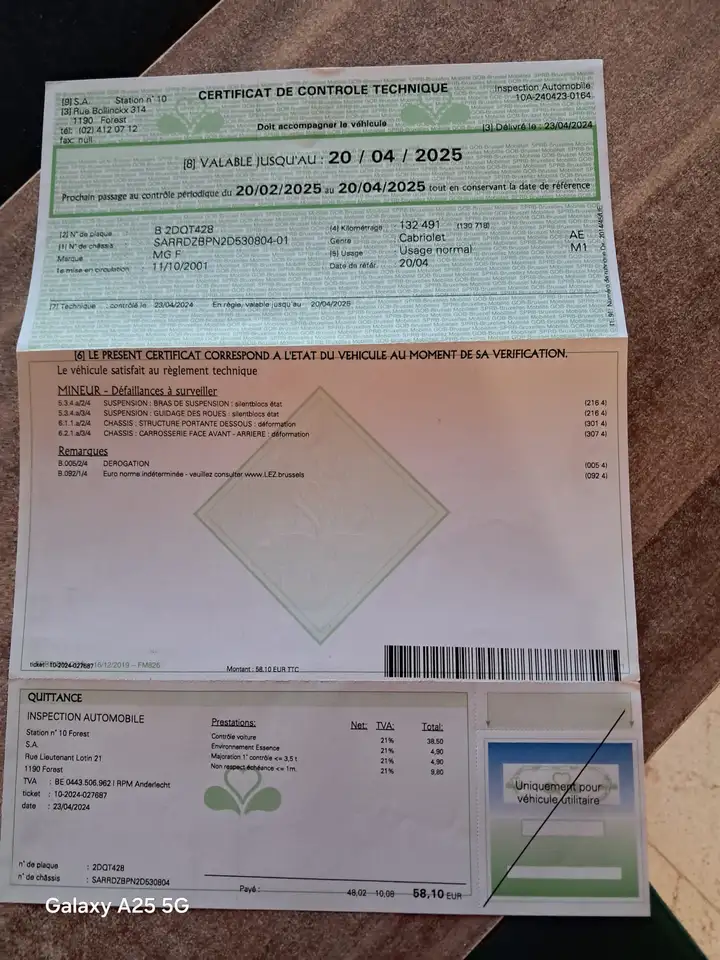 CERTIFICAT DE CONTROLE TECHNIQUE
[9] S.A. Station n° 10
[3] Rue Bollinckx 314
1190 Forest
tél: (02) 412 07 12
fax: null
Inspection Automobile
10A-240423-0164
Doit accompagner le véhicule
[3] Délivré le : 23/04/2024
[8] VALABLE JUSQU'AU : 20 / 04 / 2025
Prochain passage au contrôle périodique du 20/02/2025 au 20/04/2025 tout en conservant la date de référence
[2] N° de plaque B 2DQT428
[1] N° de châssis SARRDZBPN2D530804-01
Marque MG F
1e mise en circulation 11/10/2001
[4] Kilométrage 132 491 (130 718)
Genre Cabriolet AE
[5] Usage Usage normal M1
Date de référ. 20/04
[7] Technique : contrôlé le 23/04/2024 En règle, valable jusqu'au 20/04/2025
[6] LE PRESENT CERTIFICAT CORRESPOND A L'ETAT DU VEHICULE AU MOMENT DE SA VERIFICATION.
Le véhicule satisfait au règlement technique
MINEUR - Défaillances à surveiller
5.3.4.a/2/4 SUSPENSION : BRAS DE SUSPENSION : silentblocs état (216 4)
5.3.4.a/3/4 SUSPENSION : GUIDAGE DES ROUES : silentblocs état (216 4)
6.1.1.a/2/4 CHASSIS : STRUCTURE PORTANTE DESSOUS : déformation (301 4)
6.2.1.a/3/4 CHASSIS : CARROSSERIE FACE AVANT - ARRIERE : déformation (307 4)
Remarques
B.005/2/4 DEROGATION (005 4)
B.092/1/4 Euro norme indéterminée - veuillez consulter www.LEZ.brussels (092 4)
ticket: 10-2024-027687 16/12/2019 – FM826
Montant : 58,10 EUR TTC
QUITTANCE
INSPECTION AUTOMOBILE
Station n° 10 Forest
S.A.
Rue Lieutenant Lotin 21
1190 Forest
TVA : BE 0443.506.962 | RPM Anderlecht
ticket : 10-2024-027687
date : 23/04/2024
n° de plaque : 2DQT428
n° de châssis : SARRDZBPN2D530804
Prestations: Net: TVA: Total:
Contrôle voiture 21% 38,50
Environnement Essence 21% 4,90
Majoration 1° contrôle <= 3,5 t 21% 4,90
Non respect échéance <= 1m. 21% 9,80
Payé : 48,02 10,08 58,10 EUR
Uniquement pour
véhicule utilitaire
Galaxy A25 5G